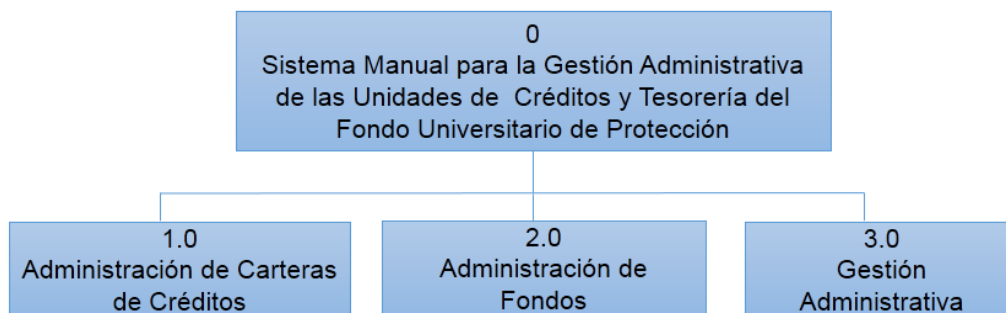 0
Sistema Manual para la Gestión Administrativa
de las Unidades de Créditos y Tesorería del
Fondo Universitario de Protección
1.0
Administración de Carteras
de Créditos
2.0
Administración de
Fondos
3.0
Gestión
Administrativa